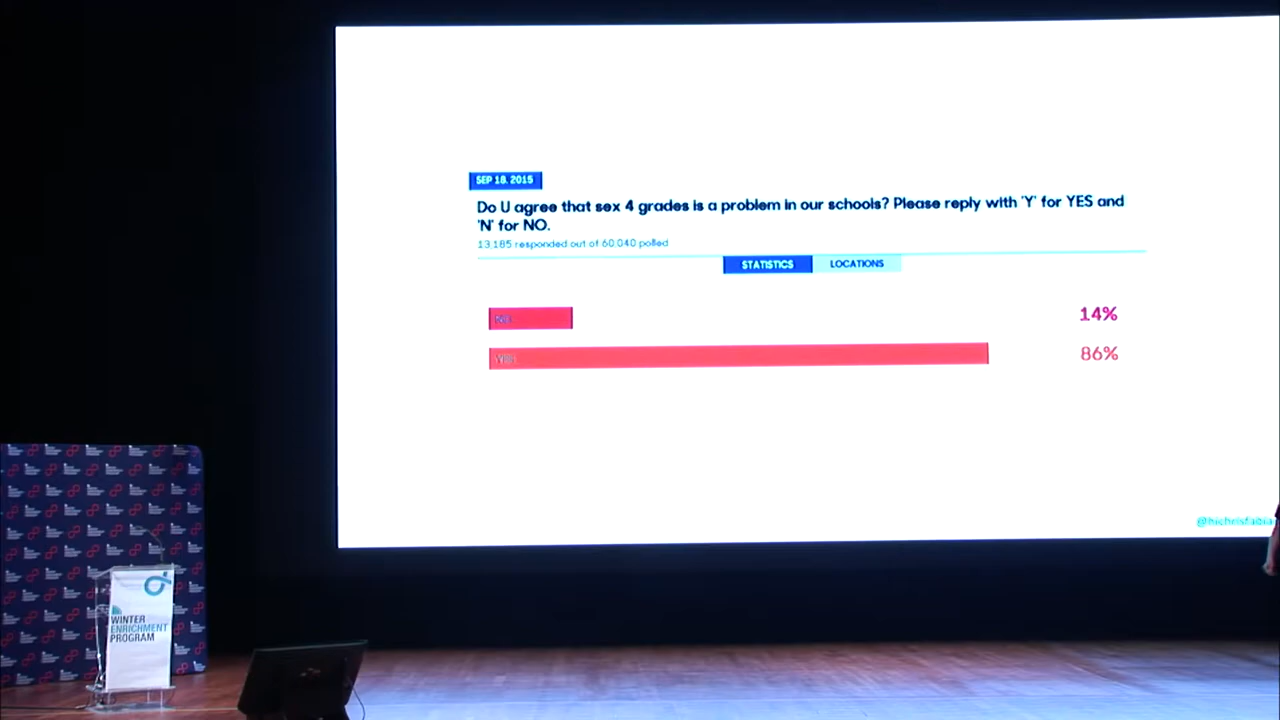 SEP 18, 2015
Do U agree that sex 4 grades is a problem in our schools? Please reply with 'Y' for YES and
'N' for NO.
13,185 responded out of 60,040 polled
STATISTICS LOCATIONS
14%
86%
WINTER
ENRICHMENT
PROGRAM